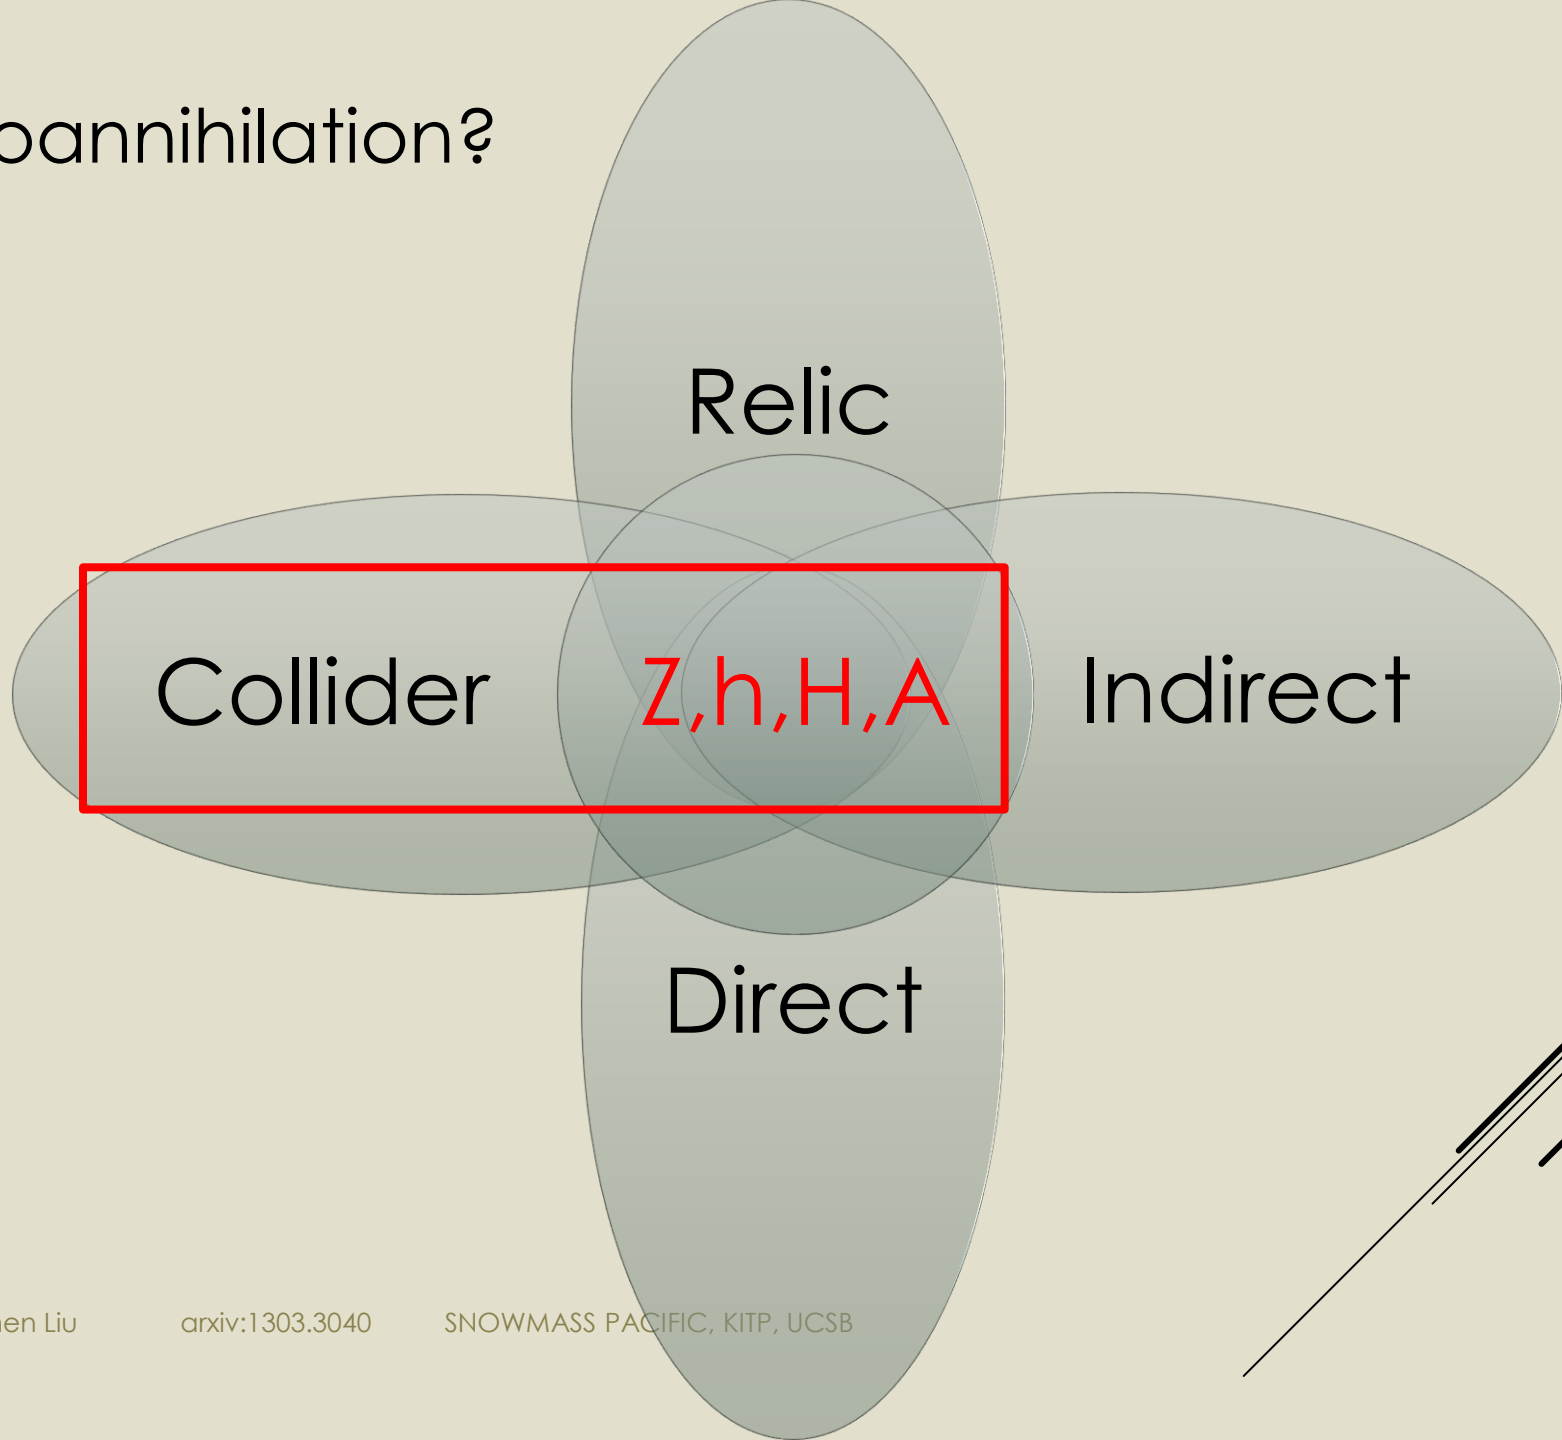 oannihilation?
Relic
Collider Z,h,H,A Indirect
Direct
en Liu arxiv:1303.3040 SNOWMASS PACIFIC, KITP, UCSB